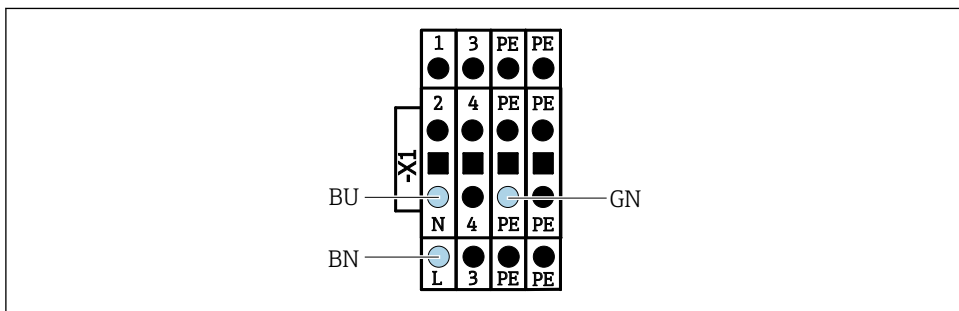 1 3 PE PE
2 4 PE PE
-X1
BU
GN
N 4 PE PE
BN
L 3 PE PE